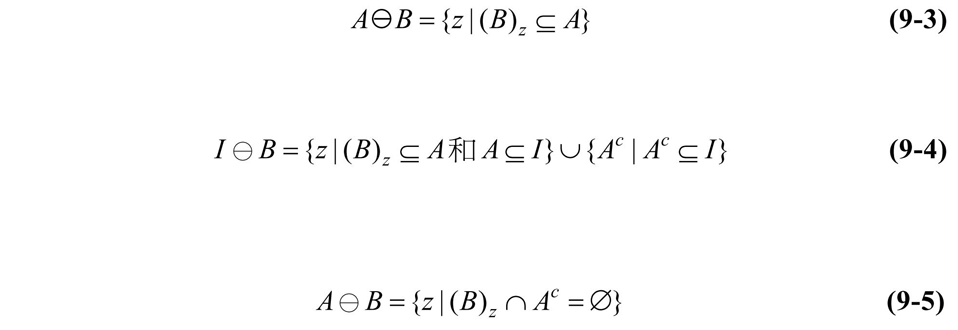 A ⊖ B = {z | (B)_z ⊆ A} (9-3)
I ⊖ B = {z | (B)_z ⊆ A 和 A ⊆ I} ∪ {A^c | A^c ⊆ I} (9-4)
A ⊖ B = {z | (B)_z ∩ A^c = ∅} (9-5)